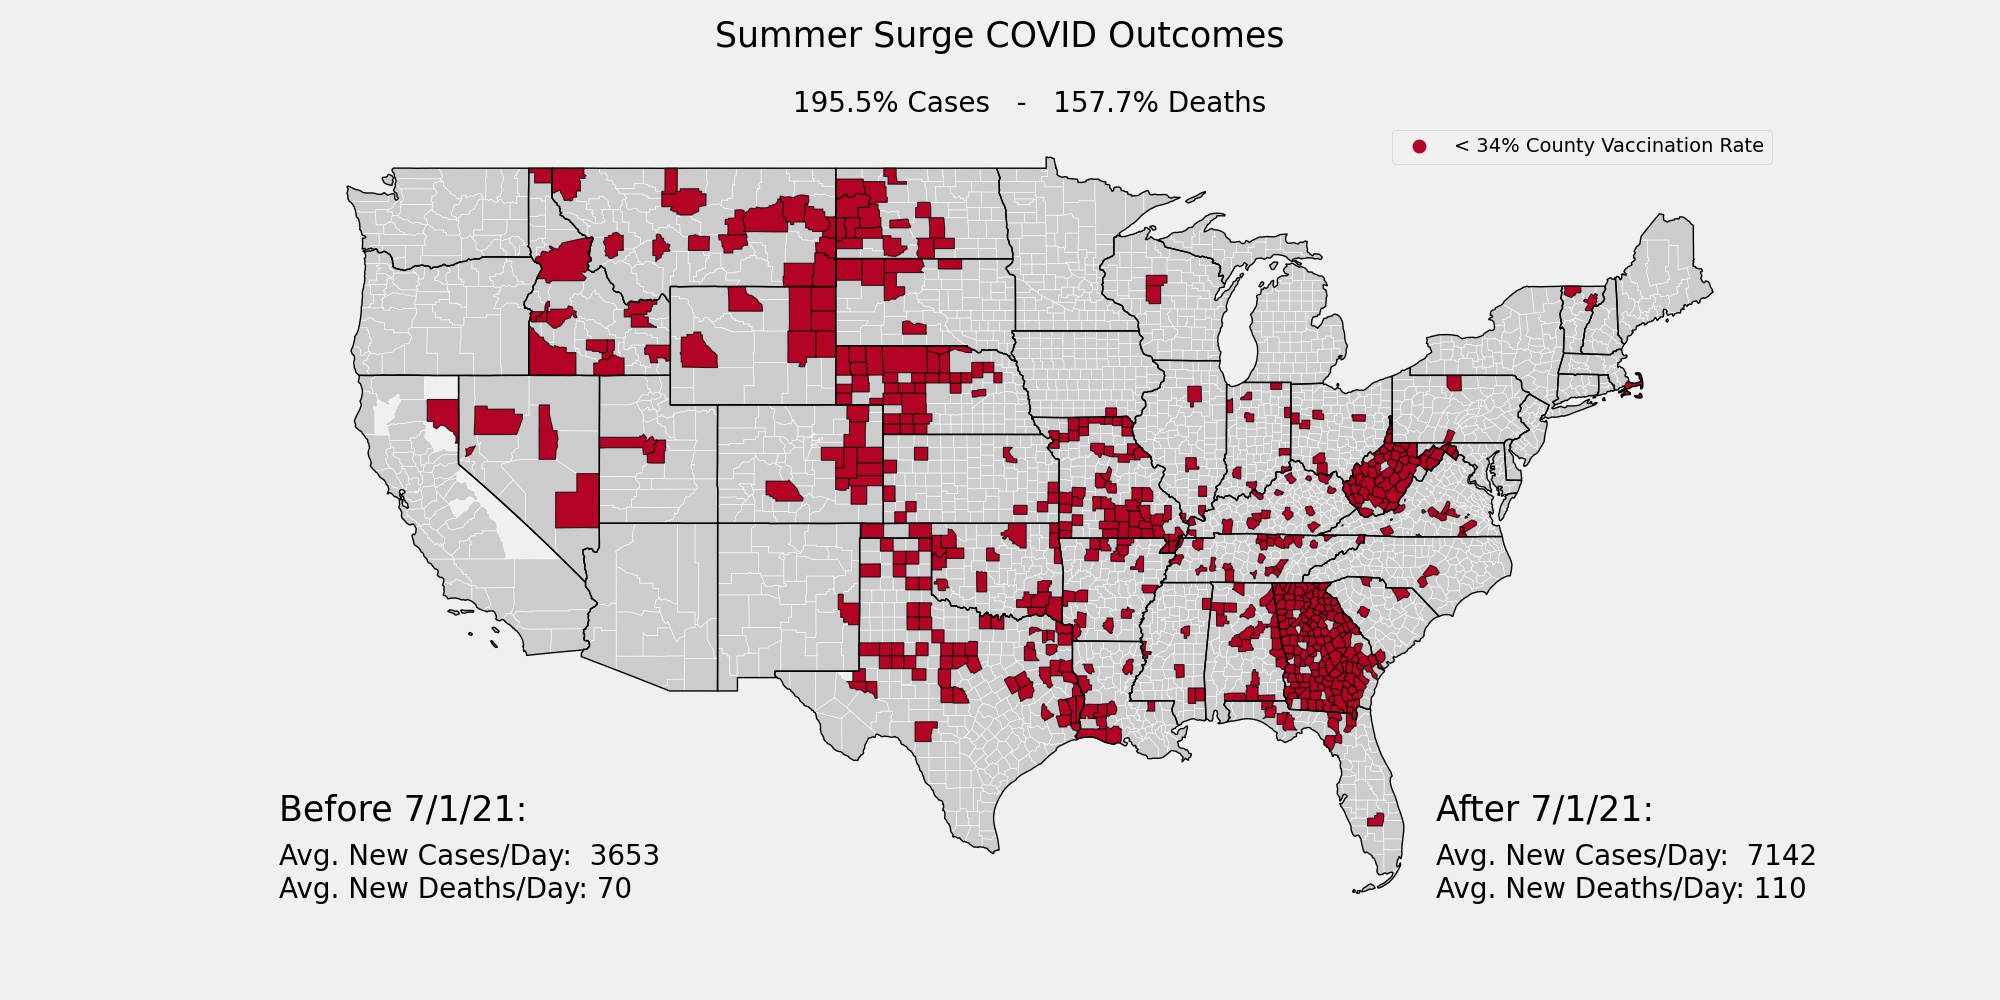 Summer Surge COVID Outcomes
195.5% Cases - 157.7% Deaths
< 34% County Vaccination Rate
Before 7/1/21:
Avg. New Cases/Day: 3653
Avg. New Deaths/Day: 70
After 7/1/21:
Avg. New Cases/Day: 7142
Avg. New Deaths/Day: 110